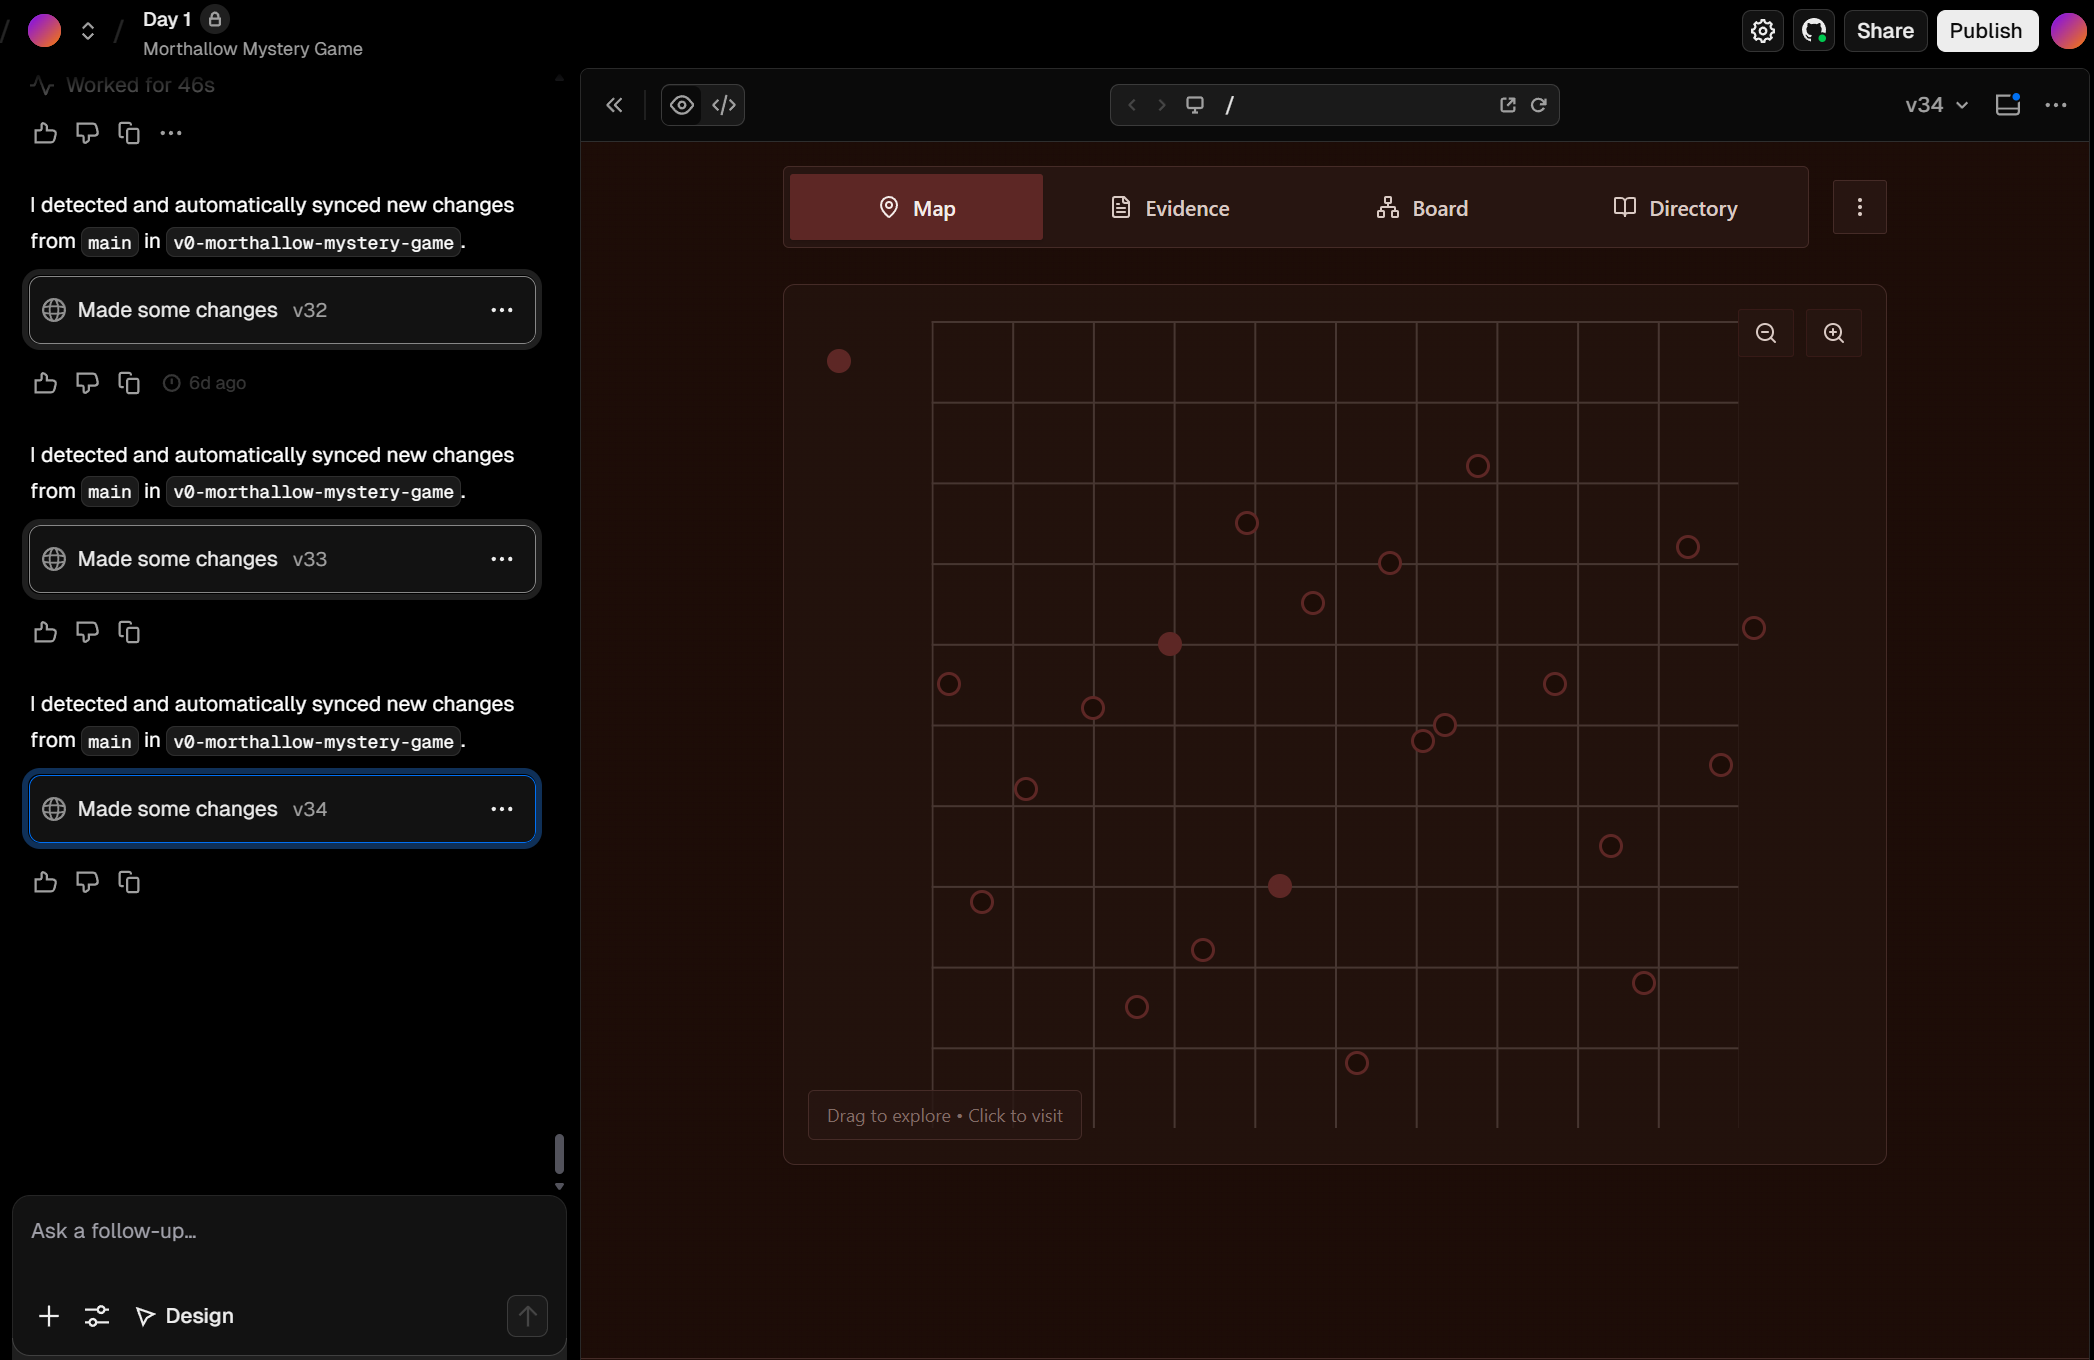 Day 1
Morthallow Mystery Game
Share
Publish
Worked for 46s
I detected and automatically synced new changes
from main in v0-morthallow-mystery-game.
Made some changes v32
6d ago
I detected and automatically synced new changes
from main in v0-morthallow-mystery-game.
Made some changes v33
I detected and automatically synced new changes
from main in v0-morthallow-mystery-game.
Made some changes v34
Ask a follow-up...
Design
/
v34
Map
Evidence
Board
Directory
Drag to explore • Click to visit